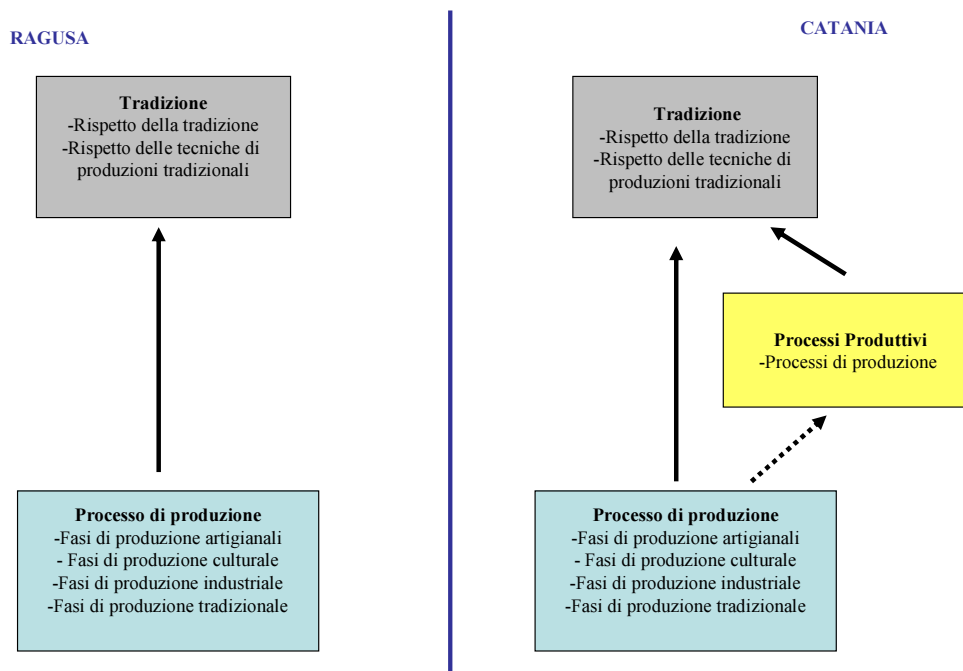 RAGUSA
Tradizione
-Rispetto della tradizione
-Rispetto delle tecniche di
produzioni tradizionali
Processo di produzione
-Fasi di produzione artigianali
- Fasi di produzione culturale
-Fasi di produzione industriale
-Fasi di produzione tradizionale
CATANIA
Tradizione
-Rispetto della tradizione
-Rispetto delle tecniche di
produzioni tradizionali
Processi Produttivi
-Processi di produzione
Processo di produzione
-Fasi di produzione artigianali
- Fasi di produzione culturale
-Fasi di produzione industriale
-Fasi di produzione tradizionale